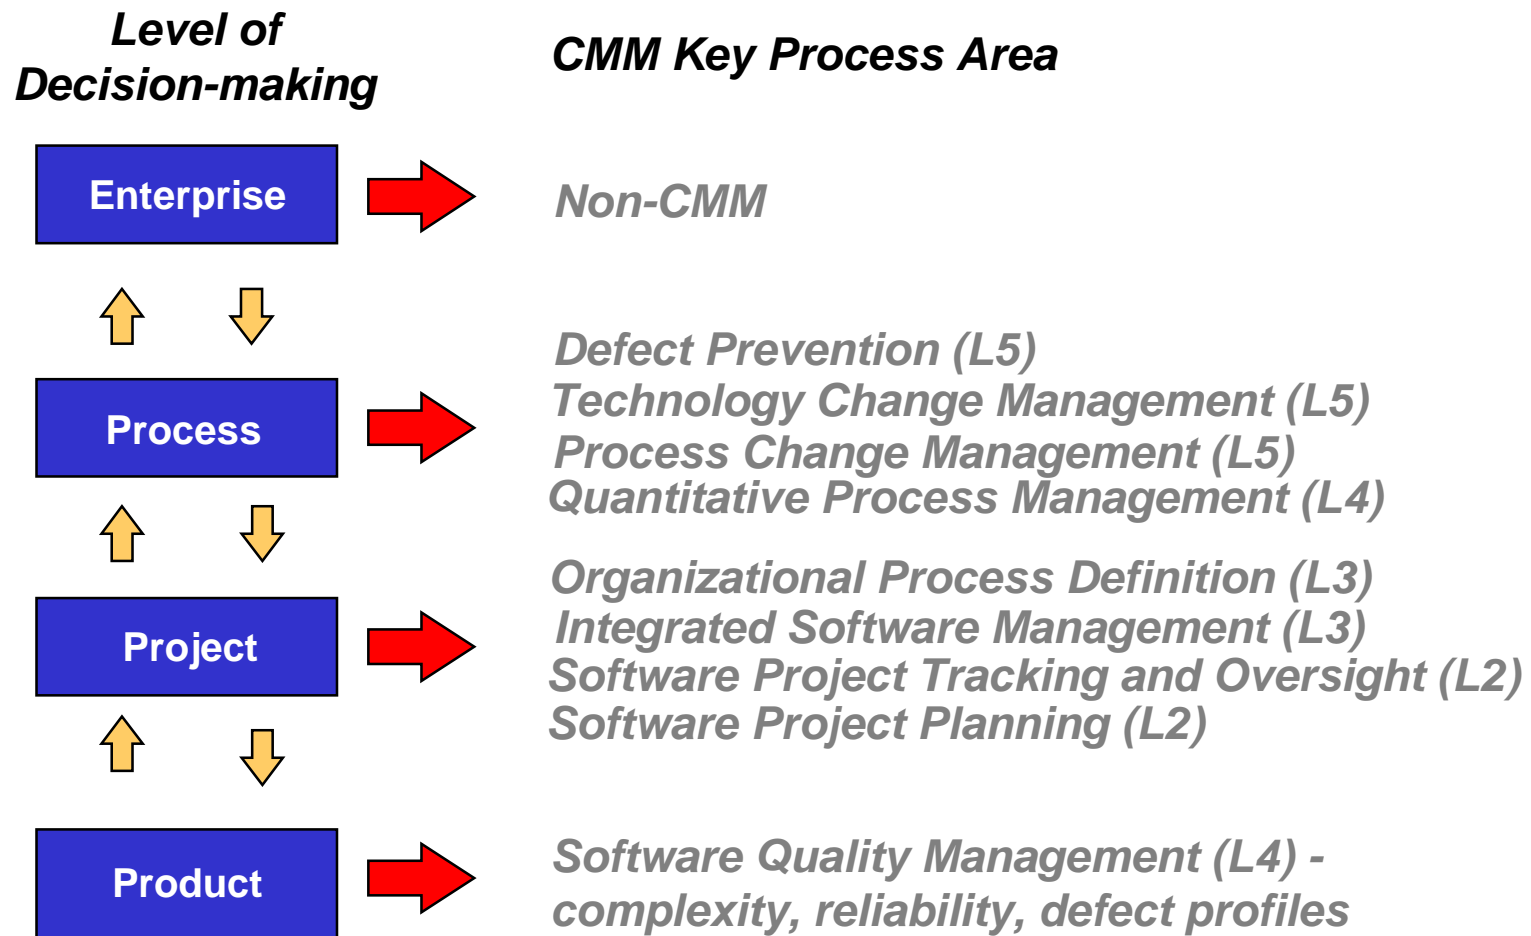 Level of
Decision-making
CMM Key Process Area
Enterprise
Non-CMM
Process
Defect Prevention (L5)
Technology Change Management (L5)
Process Change Management (L5)
Quantitative Process Management (L4)
Project
Organizational Process Definition (L3)
Integrated Software Management (L3)
Software Project Tracking and Oversight (L2)
Software Project Planning (L2)
Product
Software Quality Management (L4) -
complexity, reliability, defect profiles